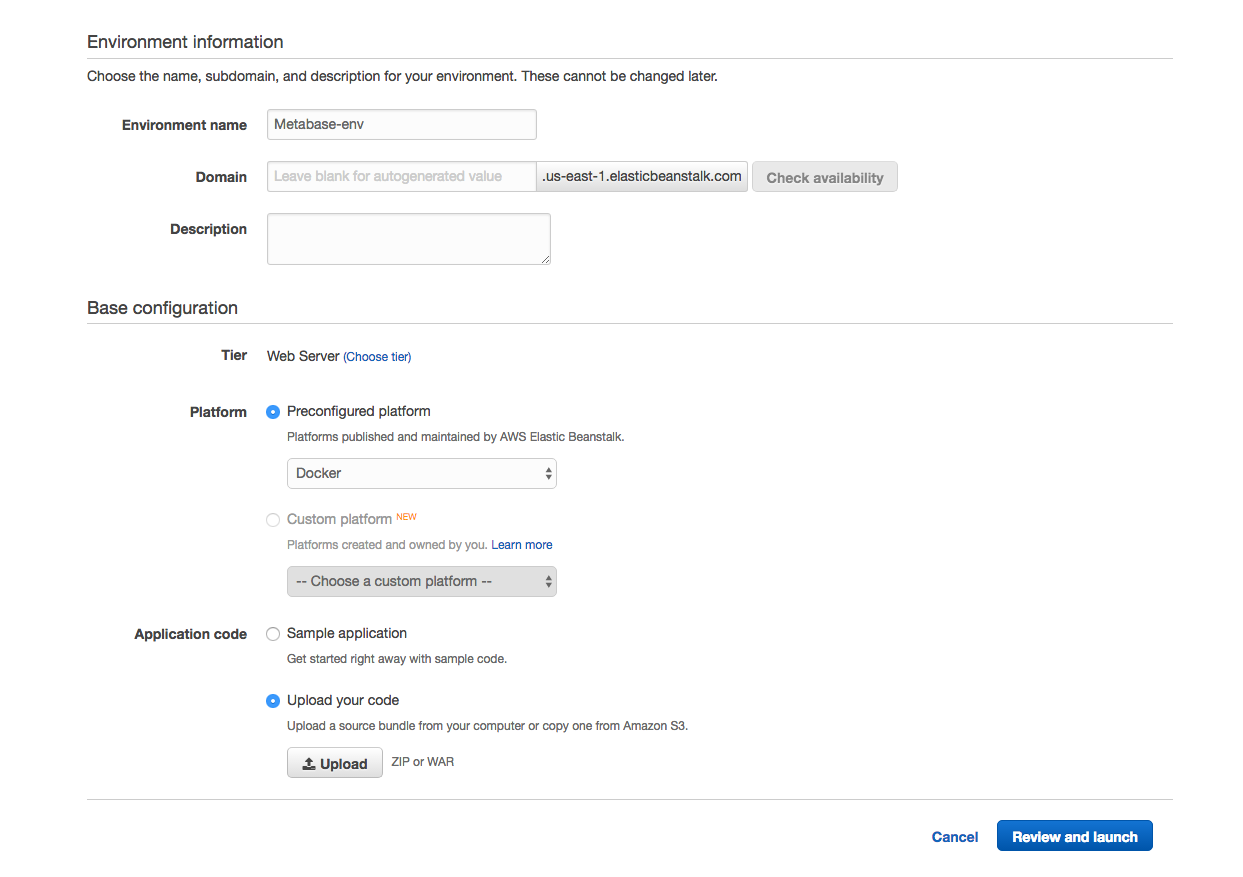 Environment information
Choose the name, subdomain, and description for your environment. These cannot be changed later.
Environment name Metabase-env
Domain Leave blank for autogenerated value .us-east-1.elasticbeanstalk.com Check availability
Description
Base configuration
Tier Web Server (Choose tier)
Platform Preconfigured platform
Platforms published and maintained by AWS Elastic Beanstalk.
Docker
Custom platform NEW
Platforms created and owned by you. Learn more
-- Choose a custom platform --
Application code Sample application
Get started right away with sample code.
Upload your code
Upload a source bundle from your computer or copy one from Amazon S3.
Upload ZIP or WAR
Cancel Review and launch